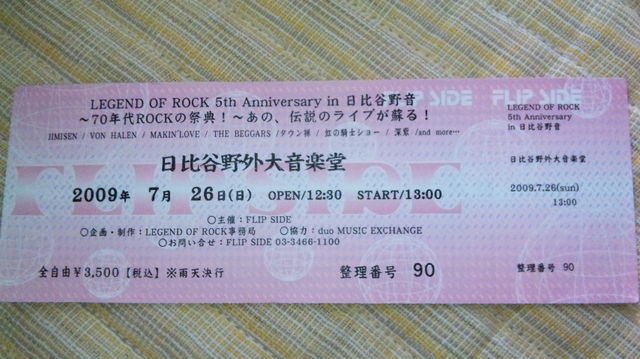 FLIP SIDE
LEGEND OF ROCK 5th Anniversary in 日比谷野音
～70年代ROCKの祭典！～あの、伝説のライブが蘇る！
JIMISEN / VON HALEN / MAKIN'LOVE / THE BEGGARS /タウン禅 / 虹の騎士ショー / 深紫 /and more…
日比谷野外大音楽堂
2009年 7月 26日(日) OPEN/12:30 START/13:00
FLIP SIDE
〇主催：FLIP SIDE
〇企画・制作：LEGEND OF ROCK事務局 〇協力：duo MUSIC EXCHANGE
〇お問い合せ：FLIP SIDE 03-3466-1100
全自由￥3,500【税込】※雨天決行 整理番号 90
FLIP SIDE
LEGEND OF ROCK
5th Anniversary
in 日比谷野音
日比谷野外大音楽堂
2009.7.26(sun)
13:00
整理番号 90